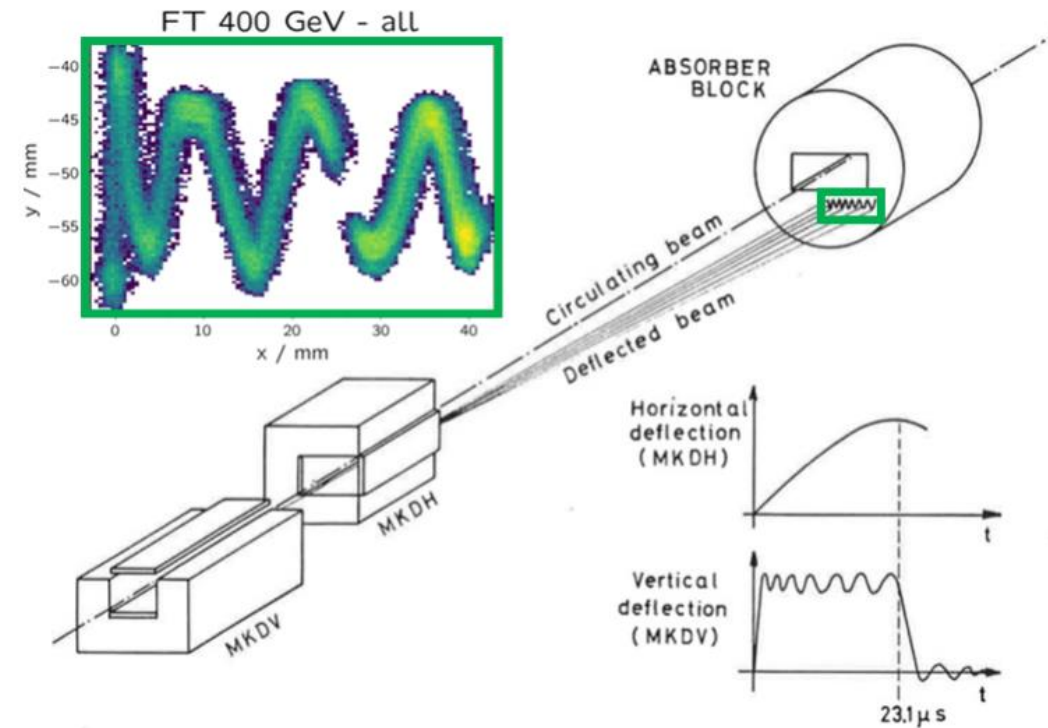 FT 400 GeV - all
−40
−45
−50
−55
−60
y / mm
0 10 20 30 40
x / mm
ABSORBER
BLOCK
Circulating beam
Deflected beam
MKDH
MKDV
Horizontal
deflection
(MKDH)
t
Vertical
deflection
(MKDV)
t
23.1 μs